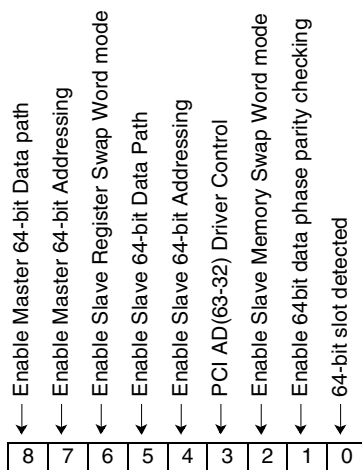 Enable Master 64-bit Data path
Enable Master 64-bit Addressing
Enable Slave Register Swap Word mode
Enable Slave 64-bit Data Path
Enable Slave 64-bit Addressing
PCI AD(63-32) Driver Control
Enable Slave Memory Swap Word mode
Enable 64bit data phase parity checking
64-bit slot detected
8 7 6 5 4 3 2 1 0